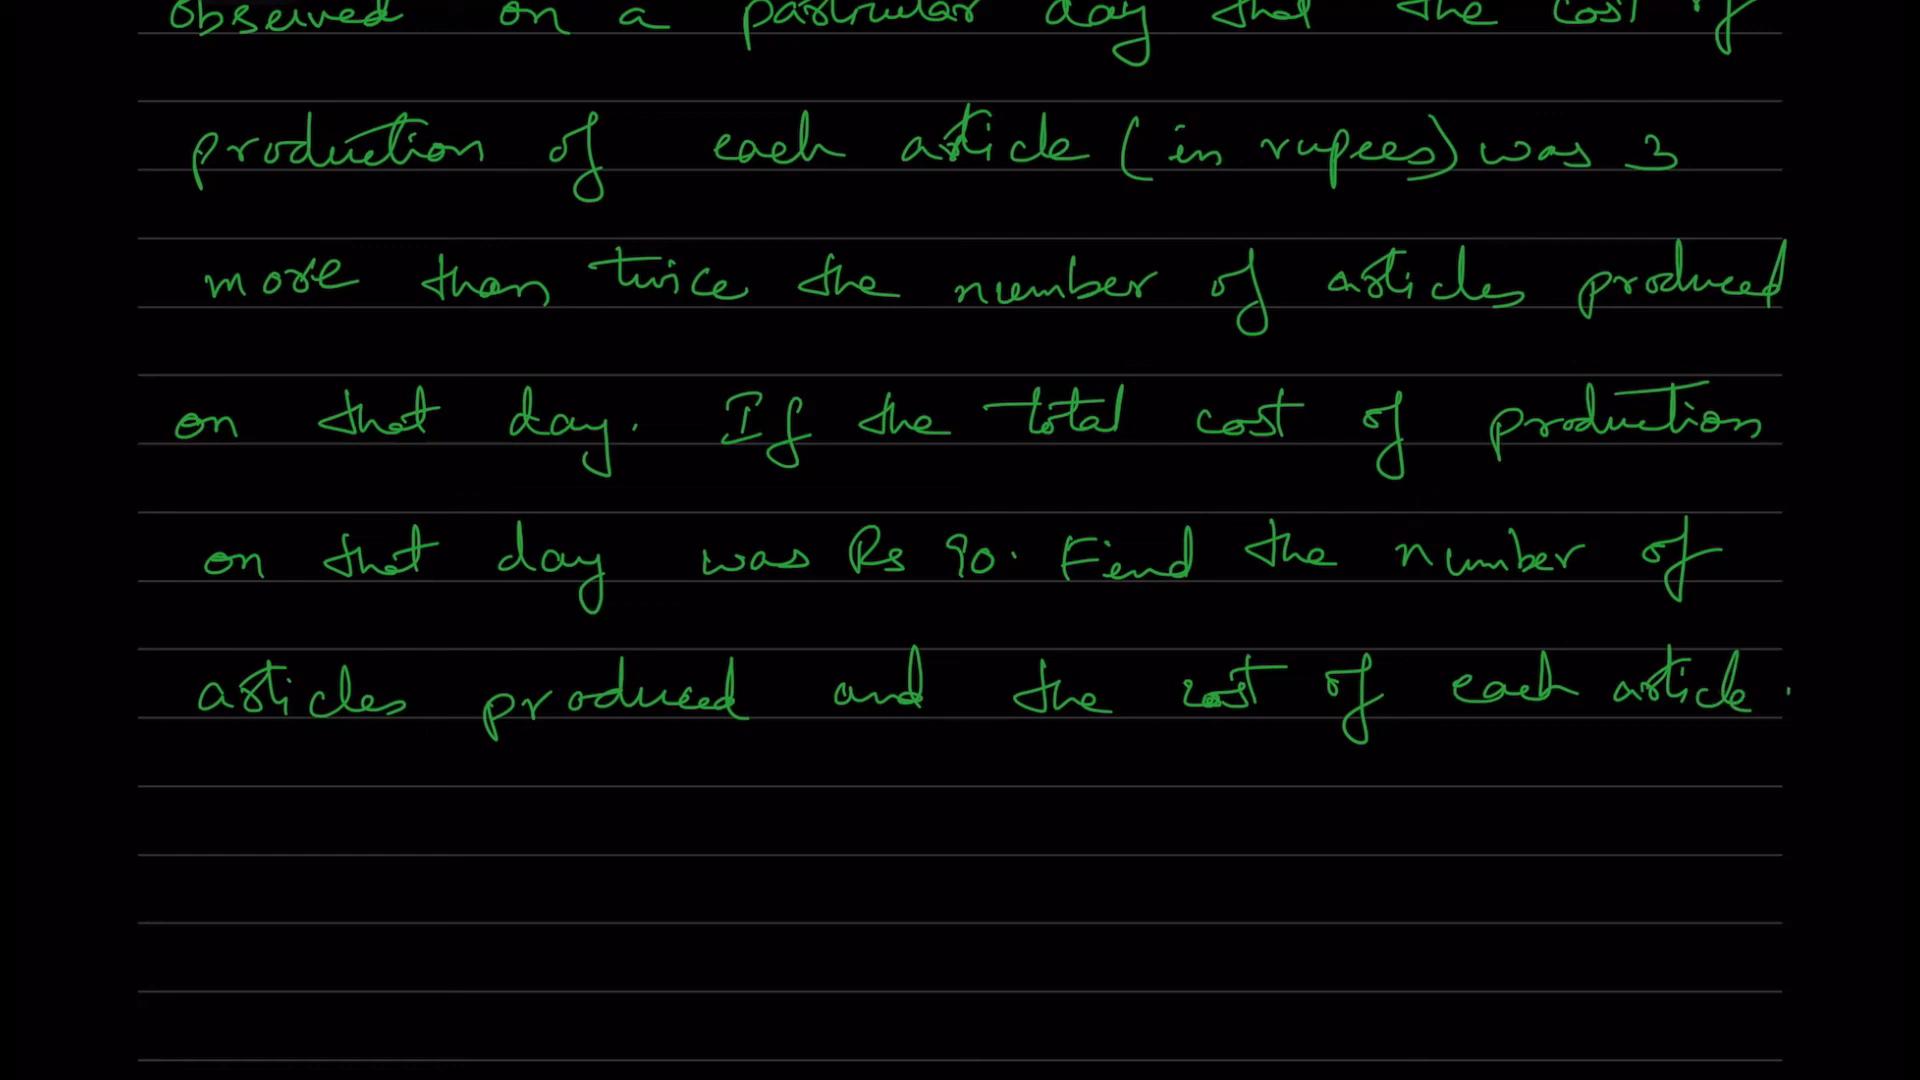 observed on a particular day that the cost of
production of each article (in rupees) was 3
more than twice the number of articles produced
on that day. If the total cost of production
on that day was Rs 90. Find the number of
articles produced and the cost of each article.